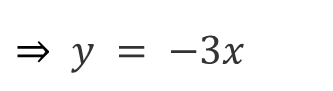 ⇒ y = −3x